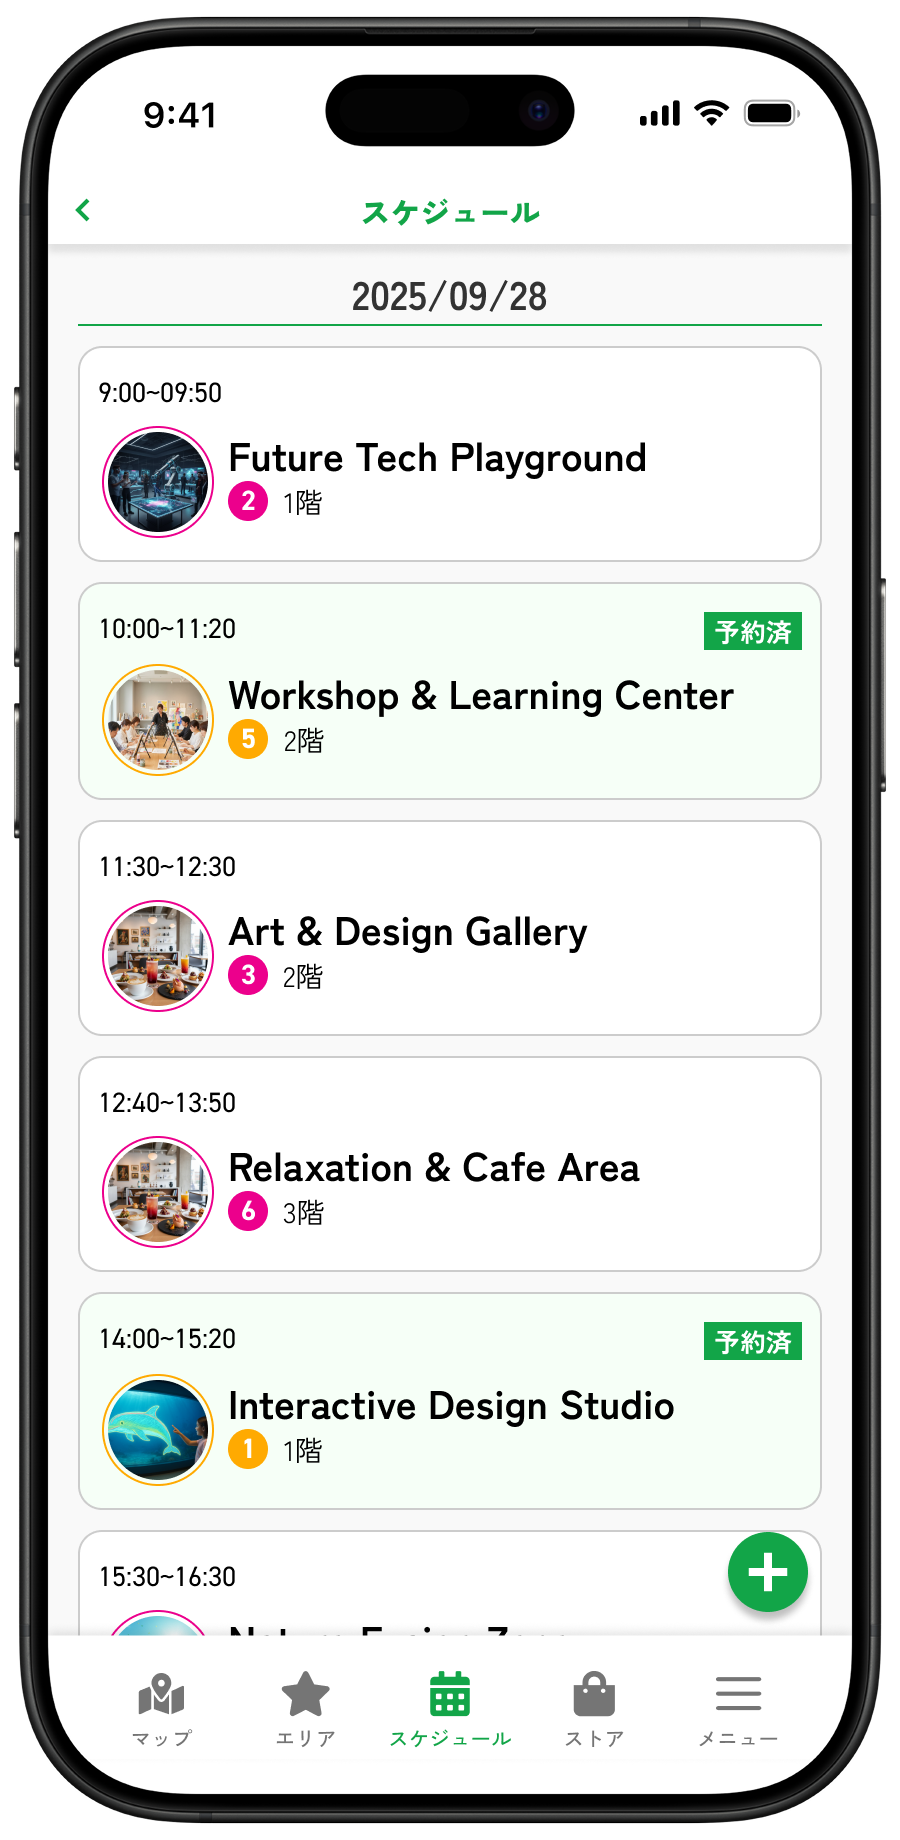 9:41
スケジュール
2025/09/28
9:00~09:50
Future Tech Playground
2 1階
10:00~11:20 予約済
Workshop & Learning Center
5 2階
11:30~12:30
Art & Design Gallery
3 2階
12:40~13:50
Relaxation & Cafe Area
6 3階
14:00~15:20 予約済
Interactive Design Studio
1 1階
15:30~16:30
マップ エリア スケジュール ストア メニュー